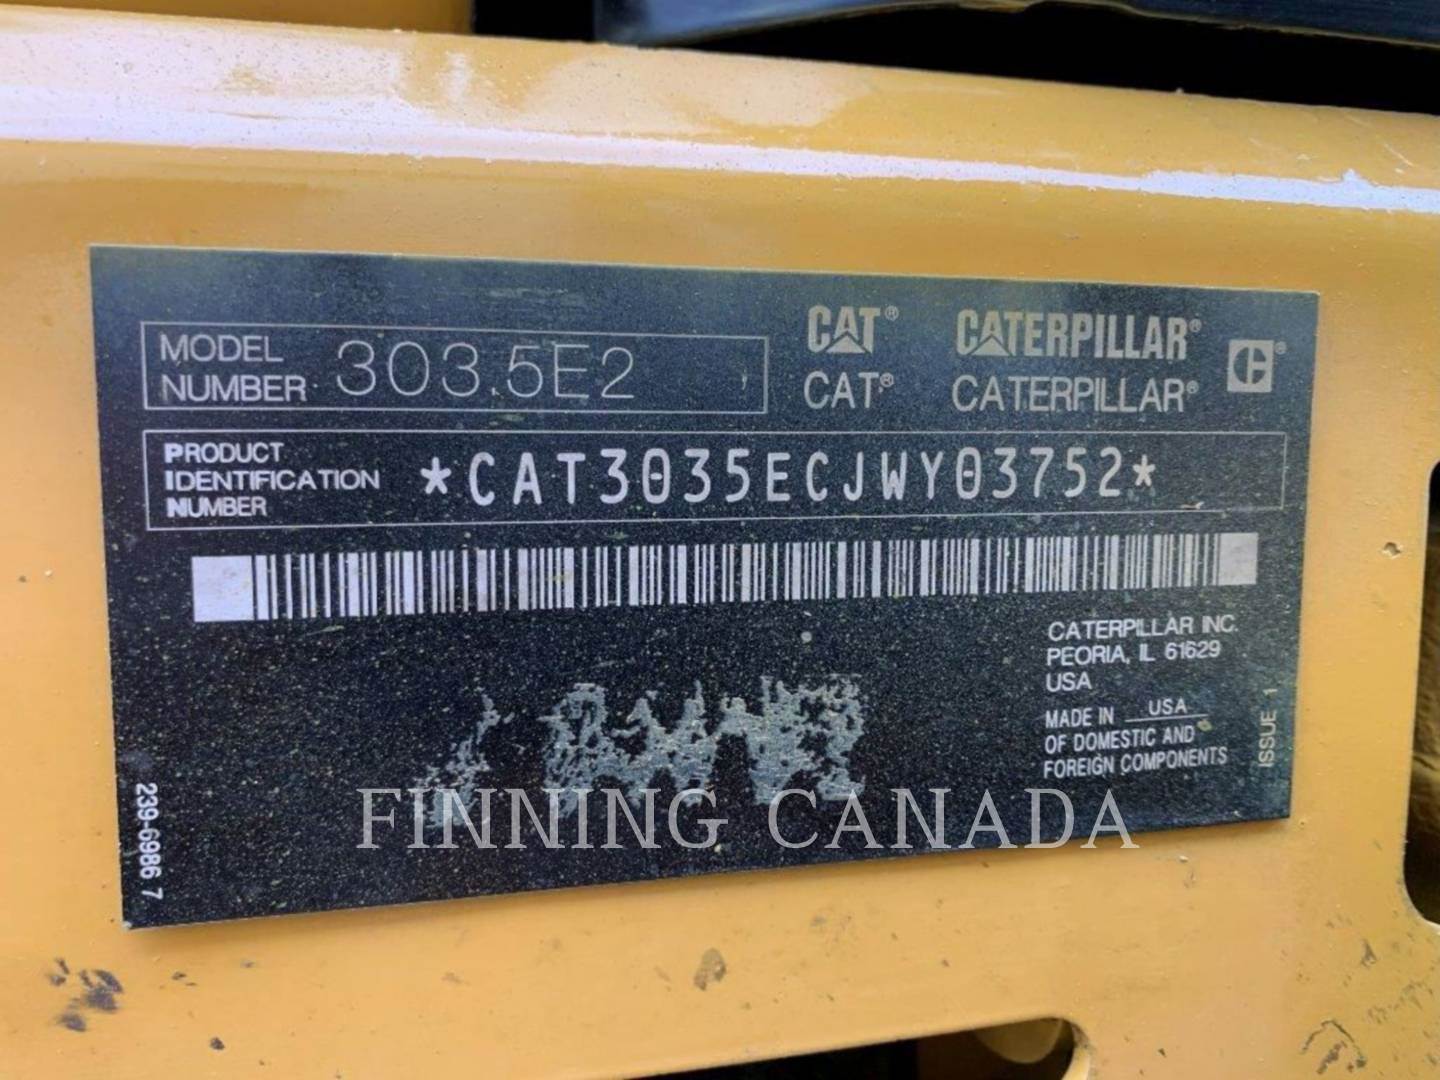 MODEL
NUMBER 303.5E2
CAT® CATERPILLAR®
CAT® CATERPILLAR®
PRODUCT
IDENTIFICATION
NUMBER
*CAT3035ECJWY03752*
CATERPILLAR INC.
PEORIA, IL 61629
USA
MADE IN USA
OF DOMESTIC AND
FOREIGN COMPONENTS
ISSUE 1
239-6986 7
FINNING CANADA